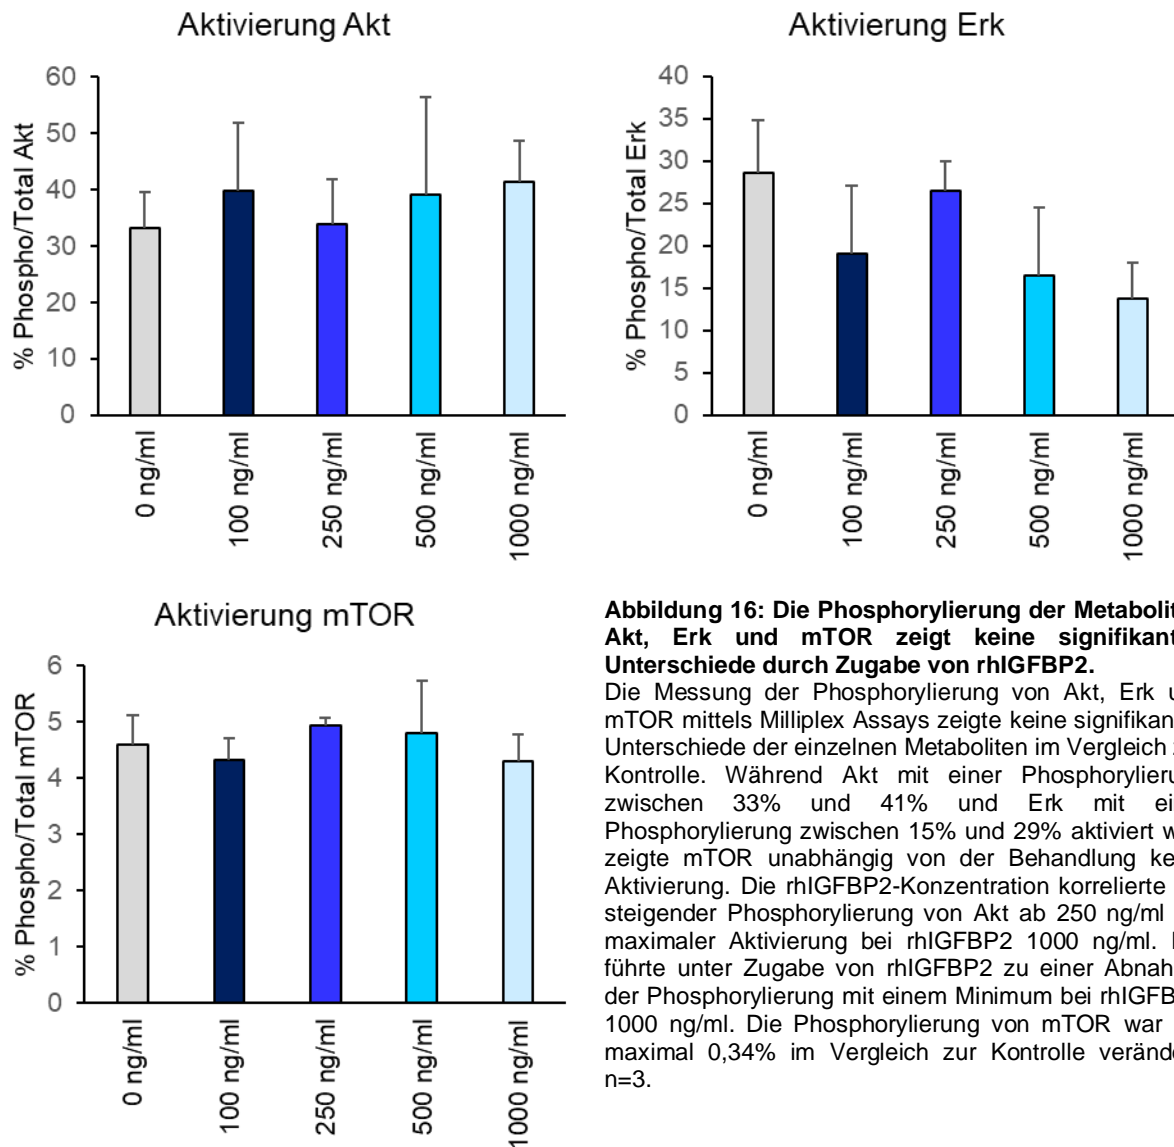 Aktivierung Akt
% Phospho/Total Akt
60
50
40
30
20
10
0
0 ng/ml
100 ng/ml
250 ng/ml
500 ng/ml
1000 ng/ml
Aktivierung Erk
% Phospho/Total Erk
40
35
30
25
20
15
10
5
0
0 ng/ml
100 ng/ml
250 ng/ml
500 ng/ml
1000 ng/ml
Aktivierung mTOR
% Phospho/Total mTOR
6
5
4
3
2
1
0
0 ng/ml
100 ng/ml
250 ng/ml
500 ng/ml
1000 ng/ml
Abbildung 16: Die Phosphorylierung der Metabolit
Akt, Erk und mTOR zeigt keine signifikant
Unterschiede durch Zugabe von rhIGFBP2.
Die Messung der Phosphorylierung von Akt, Erk u
mTOR mittels Milliplex Assays zeigte keine signifikan
Unterschiede der einzelnen Metaboliten im Vergleich
Kontrolle. Während Akt mit einer Phosphorylieru
zwischen 33% und 41% und Erk mit ei
Phosphorylierung zwischen 15% und 29% aktiviert w
zeigte mTOR unabhängig von der Behandlung ke
Aktivierung. Die rhIGFBP2-Konzentration korrelierte
steigender Phosphorylierung von Akt ab 250 ng/ml
maximaler Aktivierung bei rhIGFBP2 1000 ng/ml.
führte unter Zugabe von rhIGFBP2 zu einer Abnah
der Phosphorylierung mit einem Minimum bei rhIGFB
1000 ng/ml. Die Phosphorylierung von mTOR war
maximal 0,34% im Vergleich zur Kontrolle verände
n=3.